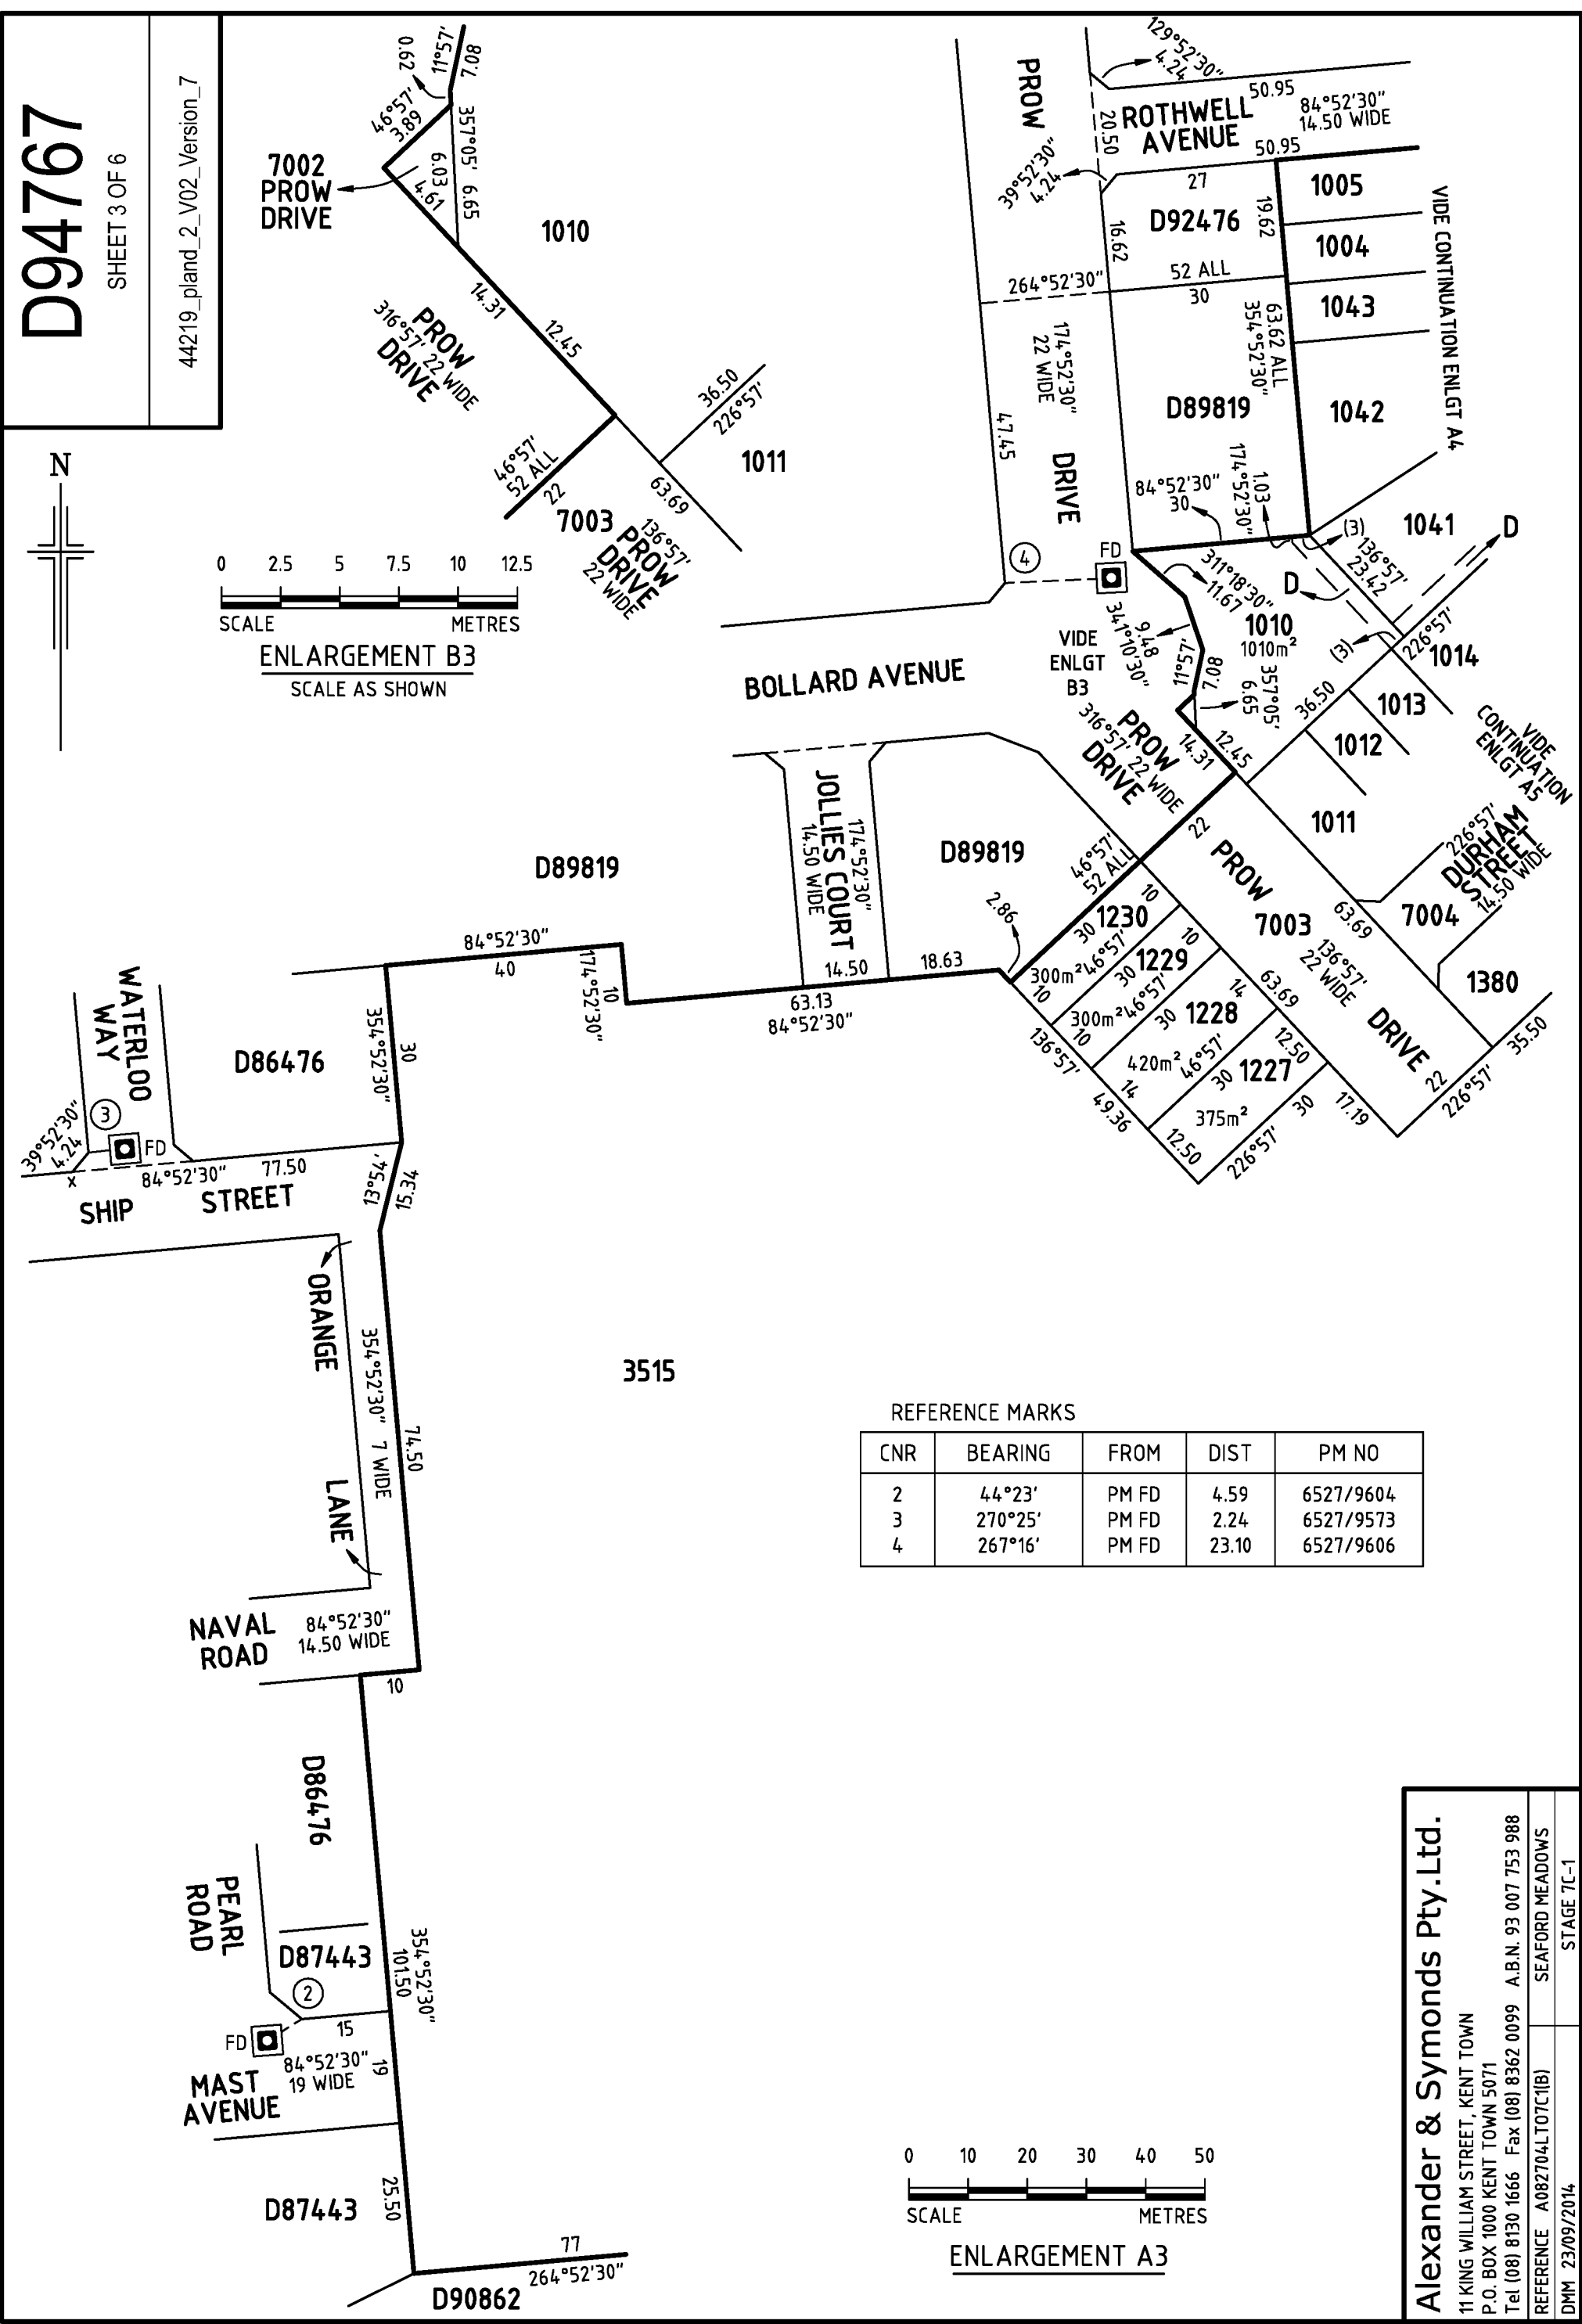 D94767
SHEET 3 OF 6
44219_pland_2_V02_Version_7
N
11°57'
7.08
0.62
46°57'
3.89
357°05' 6.65
6.03
4.61
7002
PROW
DRIVE
1010
14.31
12.45
PROW
DRIVE
316°57' 22 WIDE
36.50
226°57'
1011
46°57'
52 ALL
22
63.69
7003
136°57'
PROW
DRIVE
22 WIDE
0 2.5 5 7.5 10 12.5
SCALE METRES
ENLARGEMENT B3
SCALE AS SHOWN
129°52'30"
4.24
PROW
50.95
84°52'30"
14.50 WIDE
ROTHWELL
AVENUE
20.50
50.95
39°52'30"
4.24
27
1005
D92476
19.62
16.62
1004
264°52'30"
52 ALL
30
1043
63.62 ALL
354°52'30"
VIDE CONTINUATION ENLGT A4
174°52'30"
22 WIDE
47.45
D89819
1042
DRIVE
84°52'30"
30
174°52'30"
1.03
(3)
1041
D
4
FD
136°57'
23.42
311°18'30"
11.67
D
1010
1010m²
341°10'30"
9.48
VIDE
ENLGT
B3
11°57'
7.08
357°05'
6.65
(3)
226°57'
1014
36.50
1013
1012
VIDE
CONTINUATION
ENLGT A5
BOLLARD AVENUE
316°57' 22 WIDE
PROW
DRIVE
14.31
12.45
1011
226°57'
DURHAM
STREET
14.50 WIDE
JOLLIES COURT
174°52'30"
14.50 WIDE
D89819
D89819
46°57'
52 ALL
22
PROW
7003
136°57'
22 WIDE
DRIVE
63.69
7004
1380
2.86
10
1230
30
300m²
46°57'
10
10
1229
30
300m²
46°57'
10
14
63.69
1228
30
420m²
46°57'
14
12.50
1227
30
375m²
12.50
226°57'
30
17.19
22
226°57'
35.50
136°57'
49.36
84°52'30"
40
10
174°52'30"
14.50
18.63
63.13
84°52'30"
WATERLOO
WAY
D86476
354°52'30"
30
3
FD
39°52'30"
4.24
x
84°52'30"
77.50
SHIP STREET
13°54'
15.34
ORANGE
LANE
354°52'30" 7 WIDE
74.50
3515
REFERENCE MARKS
CNR BEARING FROM DIST PM NO
2 44°23' PM FD 4.59 6527/9604
3 270°25' PM FD 2.24 6527/9573
4 267°16' PM FD 23.10 6527/9606
NAVAL
ROAD
84°52'30"
14.50 WIDE
10
D86476
PEARL
ROAD
D87443
354°52'30"
101.50
2
FD
15
84°52'30"
19 WIDE
19
MAST
AVENUE
D87443
25.50
77
264°52'30"
D90862
0 10 20 30 40 50
SCALE METRES
ENLARGEMENT A3
Alexander & Symonds Pty.Ltd.
11 KING WILLIAM STREET, KENT TOWN
P.O. BOX 1000 KENT TOWN 5071
Tel (08) 8130 1666 Fax (08) 8362 0099 A.B.N. 93 007 753 988
REFERENCE A082704LT07C1(B) SEAFORD MEADOWS
DMM 23/09/2014 STAGE 7C-1